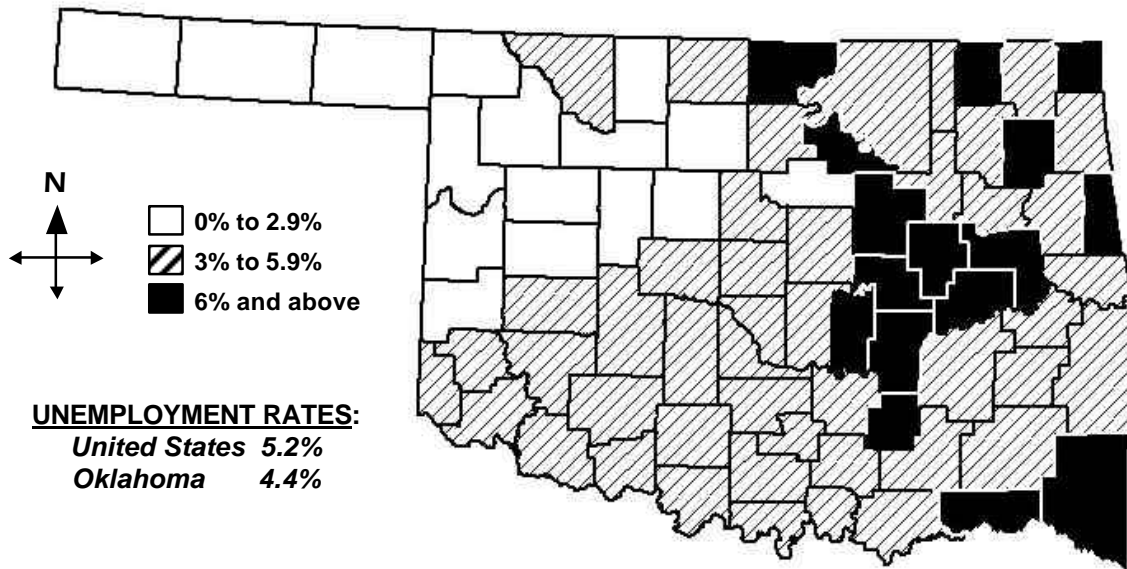 N
0% to 2.9%
3% to 5.9%
6% and above
UNEMPLOYMENT RATES:
United States 5.2%
Oklahoma 4.4%